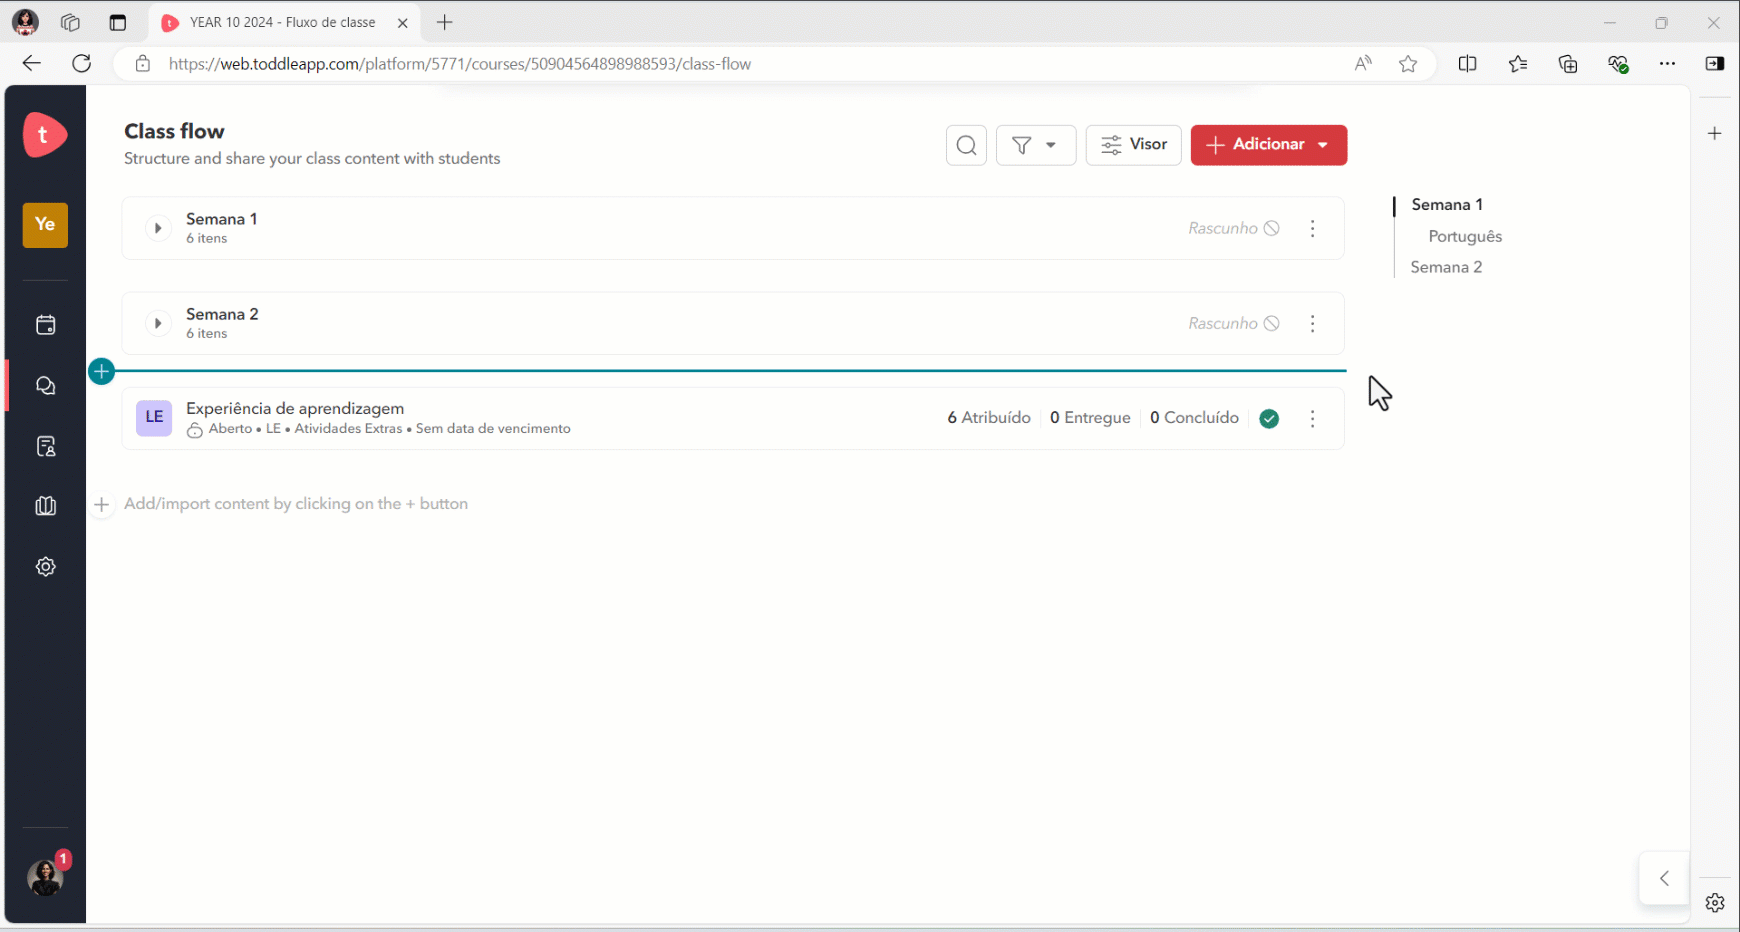 YEAR 10 2024 - Fluxo de classe
https://web.toddleapp.com/platform/5771/courses/50904564898988593/class-flow
t
Class flow
Structure and share your class content with students
Visor
Adicionar
Ye
Semana 1
6 itens
Rascunho
Semana 1
Português
Semana 2
Semana 2
6 itens
Rascunho
LE
Experiência de aprendizagem
Aberto • LE • Atividades Extras • Sem data de vencimento
6 Atribuído
0 Entregue
0 Concluído
Add/import content by clicking on the + button
1